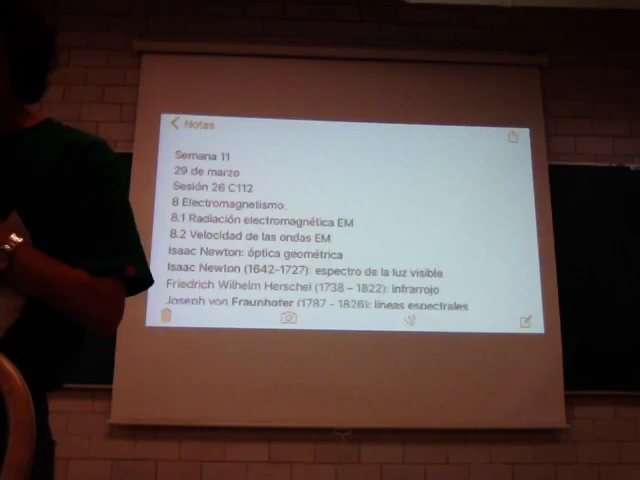 Notes
Semana 11
29 de marzo
Sesión 26 C112
8 Electromagnetismo.
8.1 Radiación electromagnética EM
8.2 Velocidad de las ondas EM.
Isaac Newton: óptica geométrica
Isaac Newton (1642-1727): espectro de la luz visible
Friedrich Wilhelm Herschel (1738 – 1822): infrarrojo
Joseph von Fraunhofer (1787 - 1826): líneas espectrales